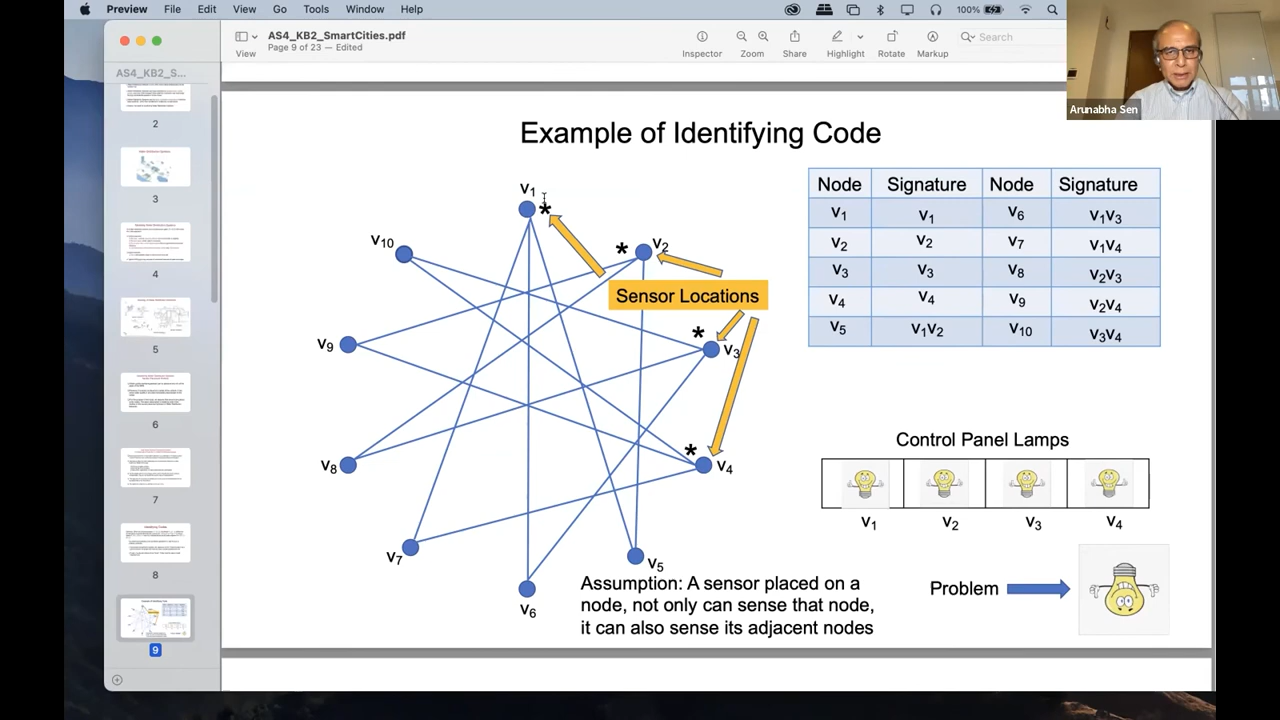 Preview File Edit View Go Tools Window Help 100%
AS4_KB2_SmartCities.pdf
Page 9 of 23 — Edited
View Inspector Zoom Share Highlight Rotate Markup Search
AS4_KB2_S...
2
3
4
5
6
7
8
9
Arunabha Sen
Example of Identifying Code
v1 *
v2 *
v3 *
v4 *
v5
v6
v7
v8
v9
v10
Sensor Locations
Node Signature Node Signature
v1 v1 v6 v1v3
v2 v2 v7 v1v4
v3 v3 v8 v2v3
v4 v4 v9 v2v4
v5 v1v2 v10 v3v4
Control Panel Lamps
v1 v2 v3 v4
Problem
Assumption: A sensor placed on a
node, not only can sense that node,
it can also sense its adjacent nodes